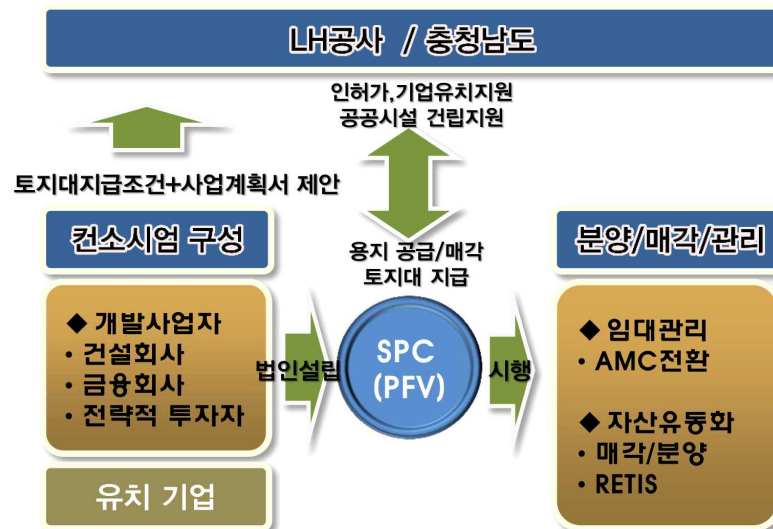 LH공사 / 충청남도
인허가,기업유치지원
공공시설 건립지원
토지대지급조건+사업계획서 제안
컨소시엄 구성
용지 공급/매각
토지대 지급
분양/매각/관리
◆ 개발사업자
• 건설회사
• 금융회사
• 전략적 투자자
법인설립
SPC
(PFV)
시행
◆ 임대관리
• AMC전환
◆ 자산유동화
• 매각/분양
• RETIS
유치 기업